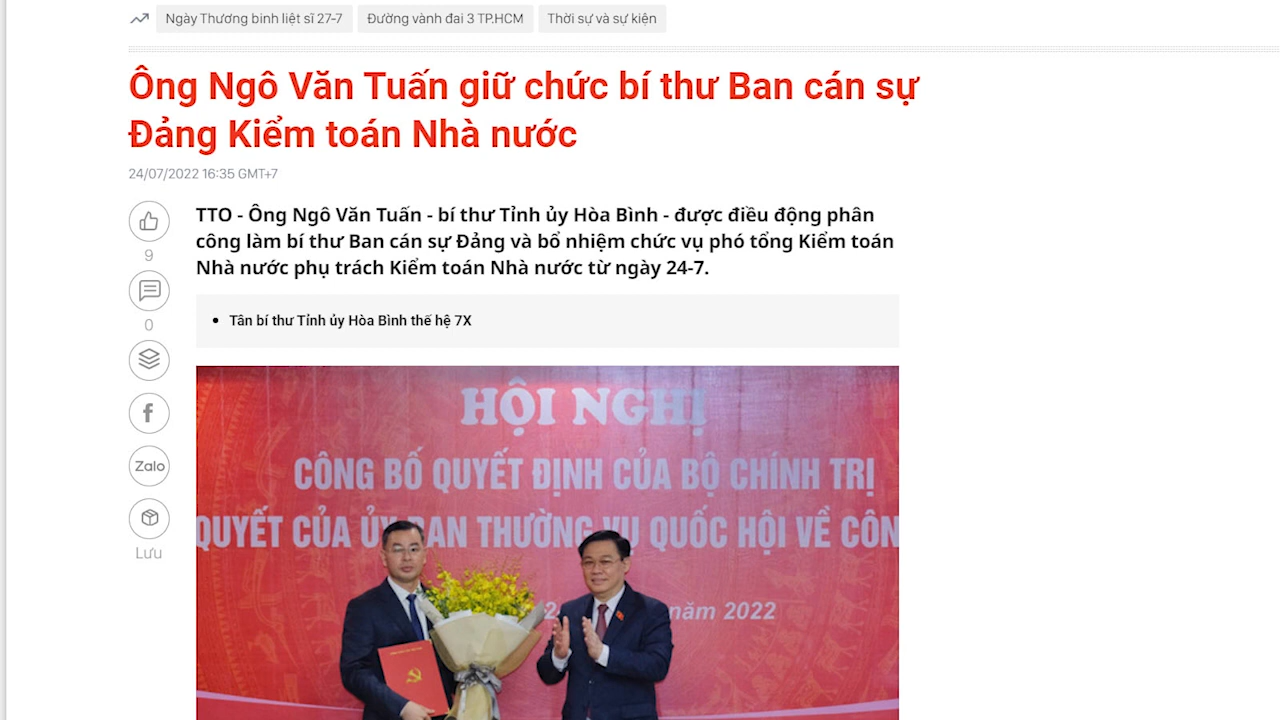 Ngày Thương binh liệt sĩ 27-7
Đường vành đai 3 TP.HCM
Thời sự và sự kiện
Ông Ngô Văn Tuấn giữ chức bí thư Ban cán sự
Đảng Kiểm toán Nhà nước
24/07/2022 16:35 GMT+7
TTO - Ông Ngô Văn Tuấn - bí thư Tỉnh ủy Hòa Bình - được điều động phân
công làm bí thư Ban cán sự Đảng và bổ nhiệm chức vụ phó tổng Kiểm toán
Nhà nước phụ trách Kiểm toán Nhà nước từ ngày 24-7.
9
0
Zalo
Lưu
Tân bí thư Tỉnh ủy Hòa Bình thế hệ 7X
HỘI NGHỊ
CÔNG BỐ QUYẾT ĐỊNH CỦA BỘ CHÍNH TRỊ
QUYẾT CỦA ỦY BAN THƯỜNG VỤ QUỐC HỘI VỀ CÔN
năm 2022